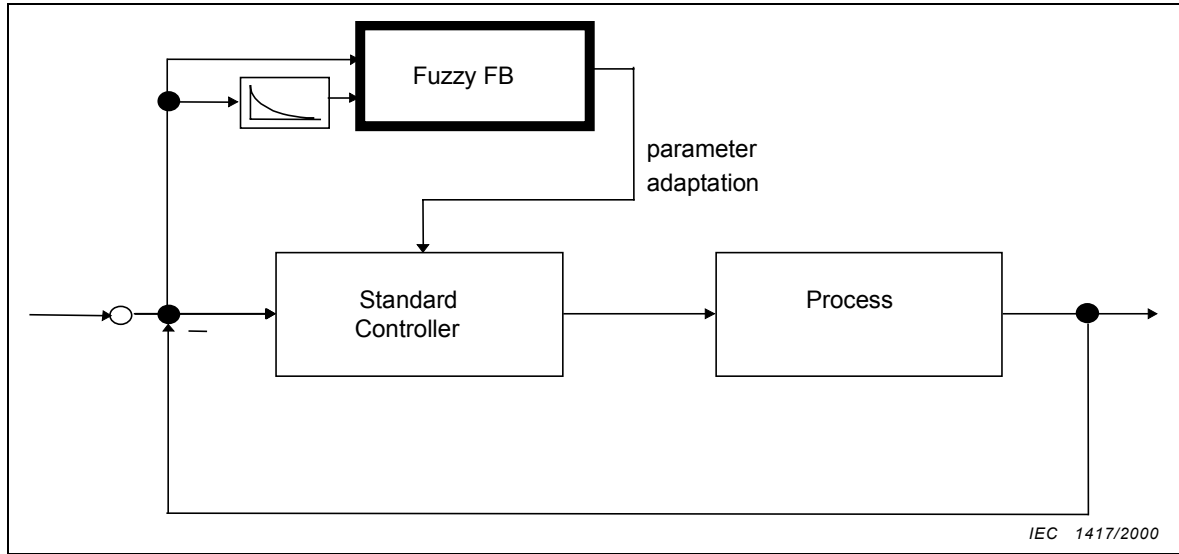 Fuzzy FB
parameter
adaptation
Standard
Controller
Process
–
IEC 1417/2000